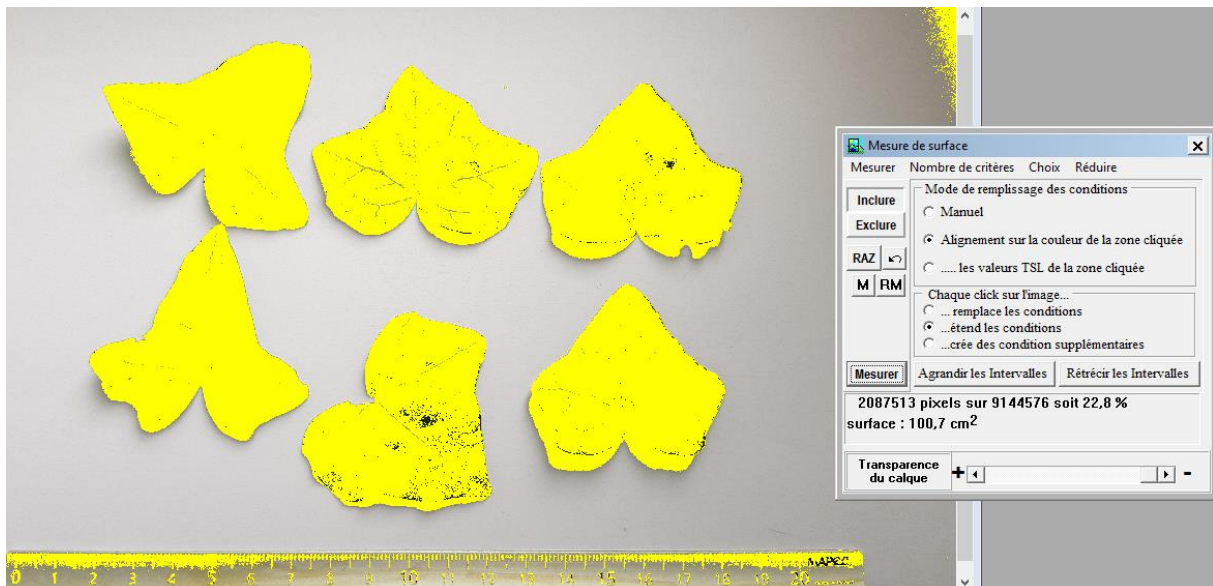 Mesure de surface
Mesurer Nombre de critères Choix Réduire
Inclure
Exclure
RAZ
M RM
Mode de remplissage des conditions
Manuel
Alignement sur la couleur de la zone cliquée
..... les valeurs TSL de la zone cliquée
Chaque click sur l'image...
... remplace les conditions
...étend les conditions
...crée des condition supplémentaires
Mesurer Agrandir les Intervalles Rétrécir les Intervalles
2087513 pixels sur 9144576 soit 22,8 %
surface : 100,7 cm2
Transparence
du calque + -
MAPED
0 1 2 3 4 5 6 7 8 9 10 11 12 13 14 15 16 17 18 19 20